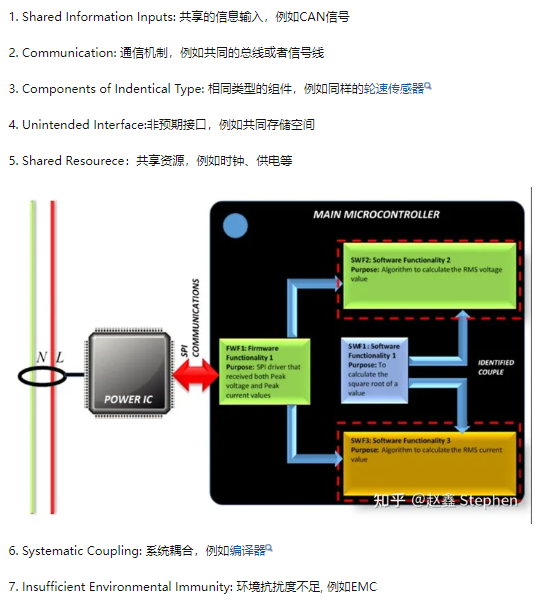 1. Shared Information Inputs: 共享的信息输入，例如CAN信号
2. Communication: 通信机制，例如共同的总线或者信号线
3. Components of Indentical Type: 相同类型的组件，例如同样的轮速传感器
4. Unintended Interface:非预期接口，例如共同存储空间
5. Shared Resourece：共享资源，例如时钟、供电等
MAIN MICROCONTROLLER
SWF2: Software Functionality 2
Purpose: Algorithm to calculate the RMS voltage
value
SPI
COMMUNICATIONS
N L
POWER IC
FWF1: Firmware
Functionality 1
Purpose: SPI driver that
received both Peak
voltage and Peak
current values
SWF1: Software
Functionality 1
Purpose: To
calculate the
square root of a
value
IDENTIFIED
COUPLE
SWF3: Software Functionality 3
Purpose: Algorithm to calculate the RMS current
value
知乎 @赵鑫 Stephen
6. Systematic Coupling: 系统耦合，例如编译器
7. Insufficient Environmental Immunity: 环境抗扰度不足, 例如EMC